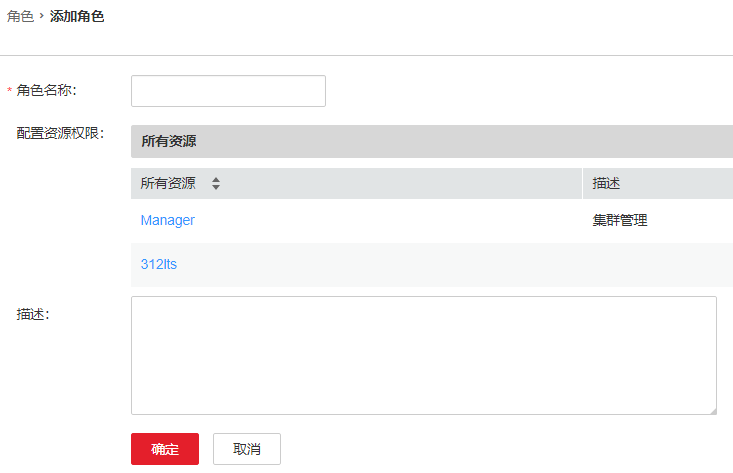 角色 › 添加角色
* 角色名称：
配置资源权限：
所有资源
所有资源 描述
Manager 集群管理
312lts
描述：
确定 取消